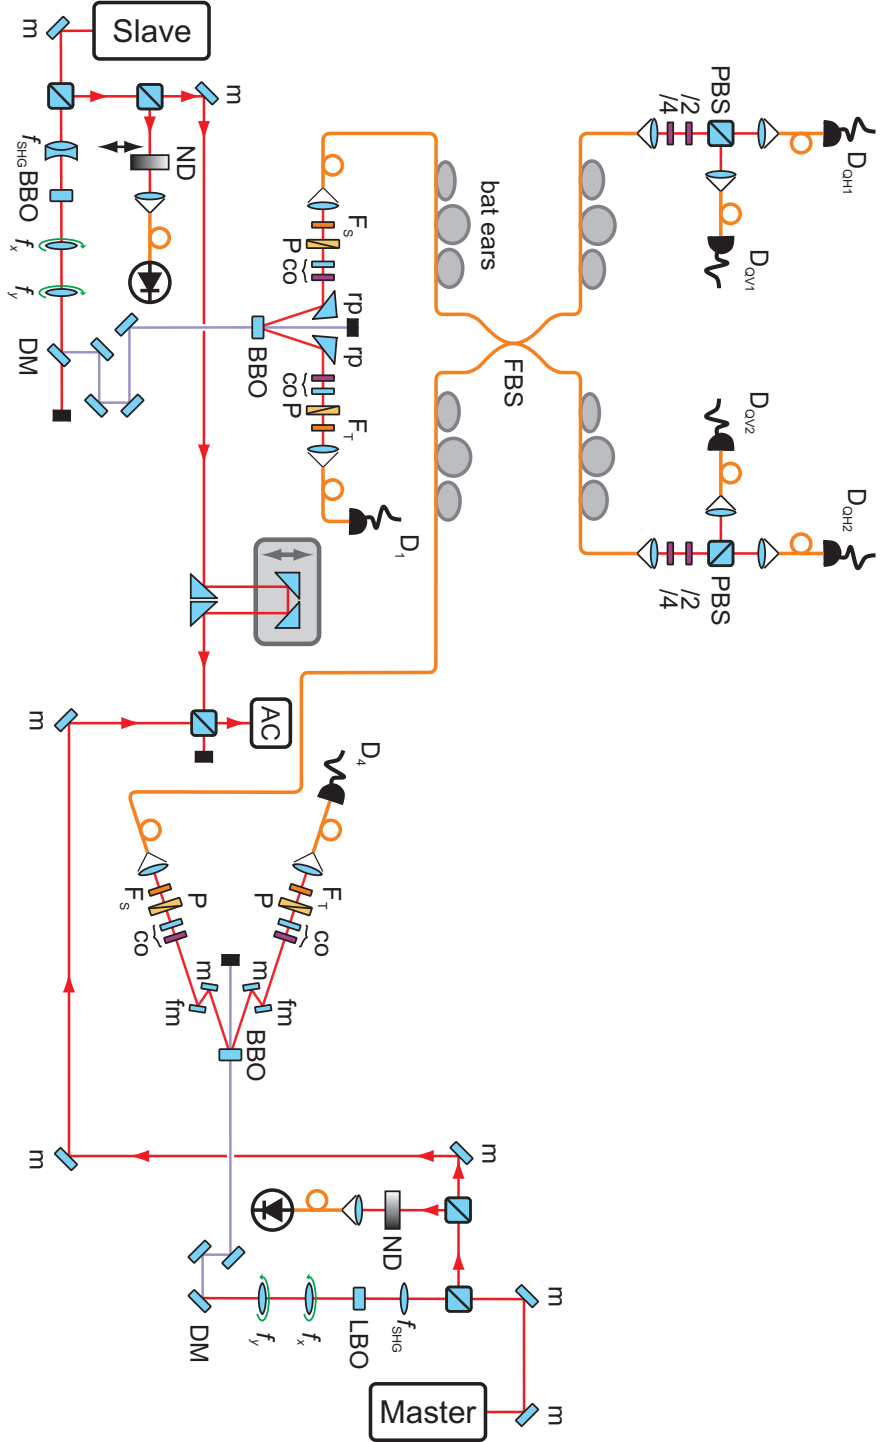 Slave
m
m
f_SHG
BBO
f_x
f_y
DM
ND
F_S
P
co
rp
BBO
rp
co
P
F_T
D_1
bat ears
FBS
/4
/2
PBS
D_QH1
D_QV1
D_QV2
D_QH2
PBS
/2
/4
AC
m
D_4
F_T
P
co
F_S
P
co
m
fm
m
fm
BBO
m
m
ND
m
f_SHG
LBO
f_x
f_y
DM
Master
m